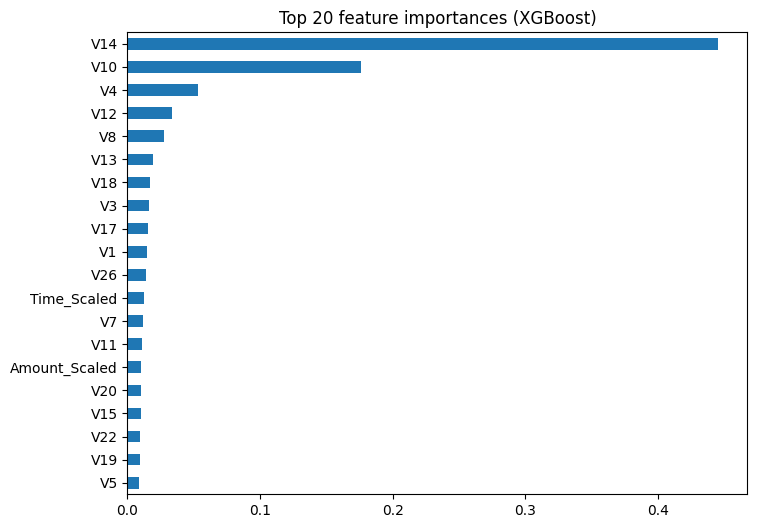 Top 20 feature importances (XGBoost)
V14
V10
V4
V12
V8
V13
V18
V3
V17
V1
V26
Time_Scaled
V7
V11
Amount_Scaled
V20
V15
V22
V19
V5
0.0 0.1 0.2 0.3 0.4